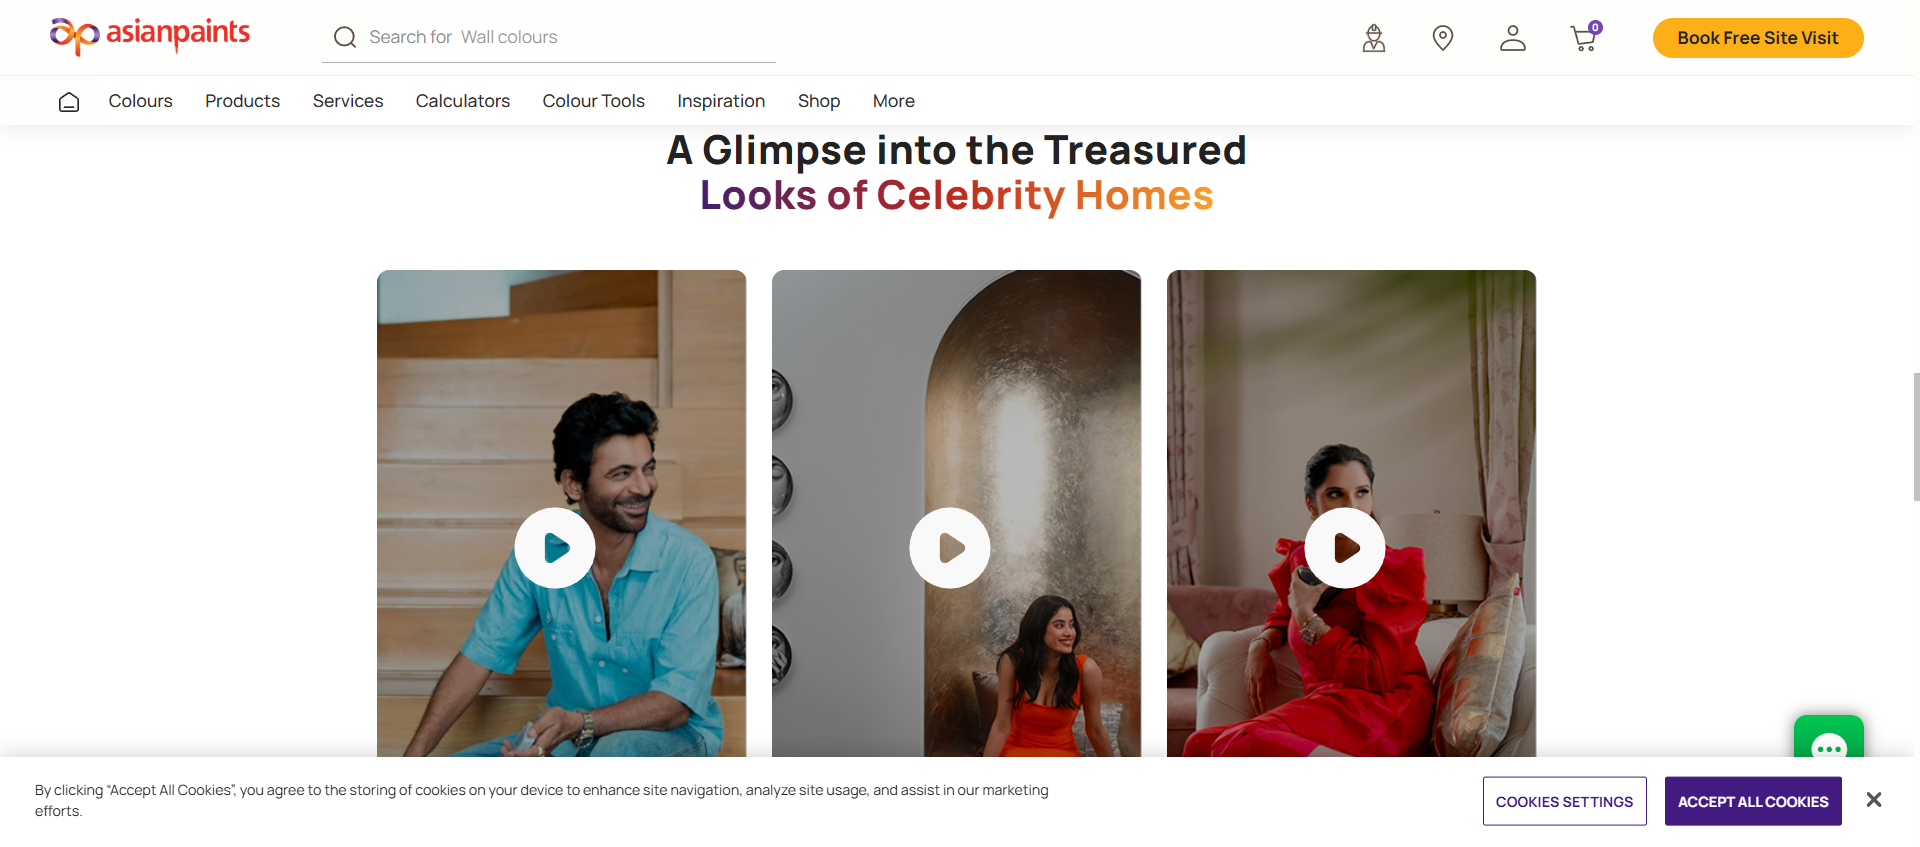 asianpaints
Search for Wall colours
0
Book Free Site Visit
Colours Products Services Calculators Colour Tools Inspiration Shop More
A Glimpse into the Treasured
Looks of Celebrity Homes
By clicking “Accept All Cookies”, you agree to the storing of cookies on your device to enhance site navigation, analyze site usage, and assist in our marketing
efforts.
COOKIES SETTINGS
ACCEPT ALL COOKIES